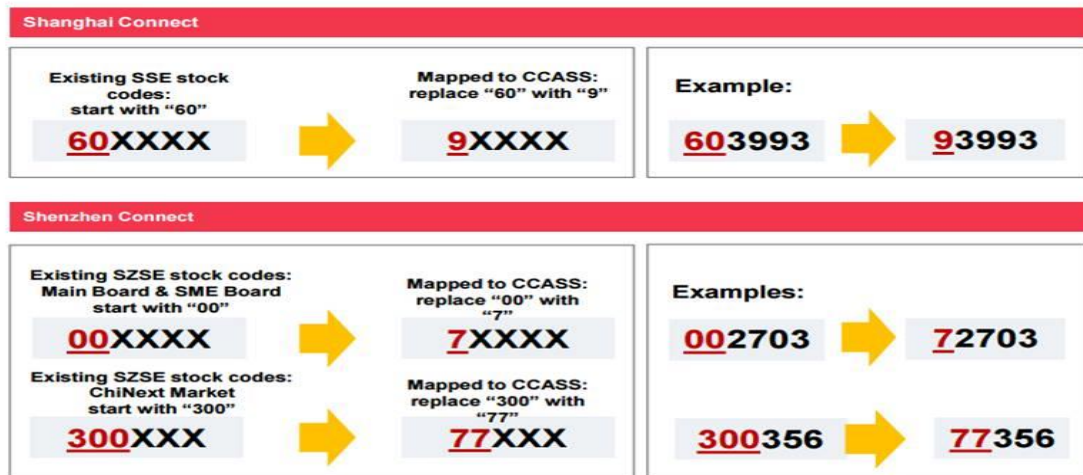 Shanghai Connect
Existing SSE stock
codes:
start with “60”
60XXXX
Mapped to CCASS:
replace “60” with “9”
9XXXX
Example:
603993
93993
Shenzhen Connect
Existing SZSE stock codes:
Main Board & SME Board
start with “00”
00XXXX
Mapped to CCASS:
replace “00” with
“7”
7XXXX
Existing SZSE stock codes:
ChiNext Market
start with “300”
300XXX
Mapped to CCASS:
replace “300” with
“77”
77XXX
Examples:
002703
72703
300356
77356